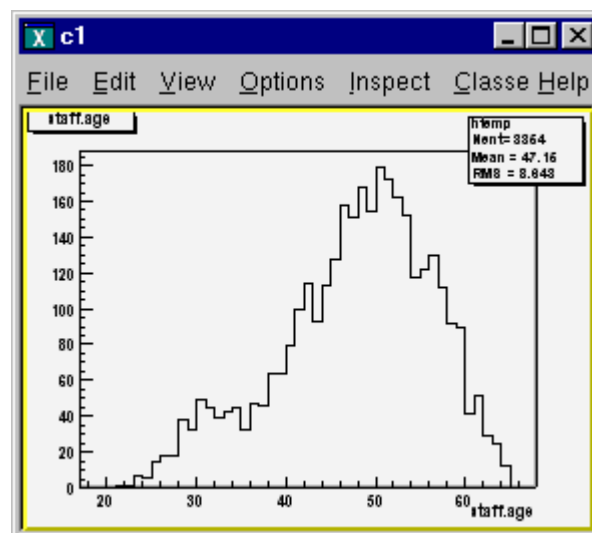 c1
File Edit View Options Inspect Classe Help
staff.age
htemp
Nent= 3354
Mean = 47.16
RMS = 8.643
180
160
140
120
100
80
60
40
20
0
20 30 40 50 60
staff.age